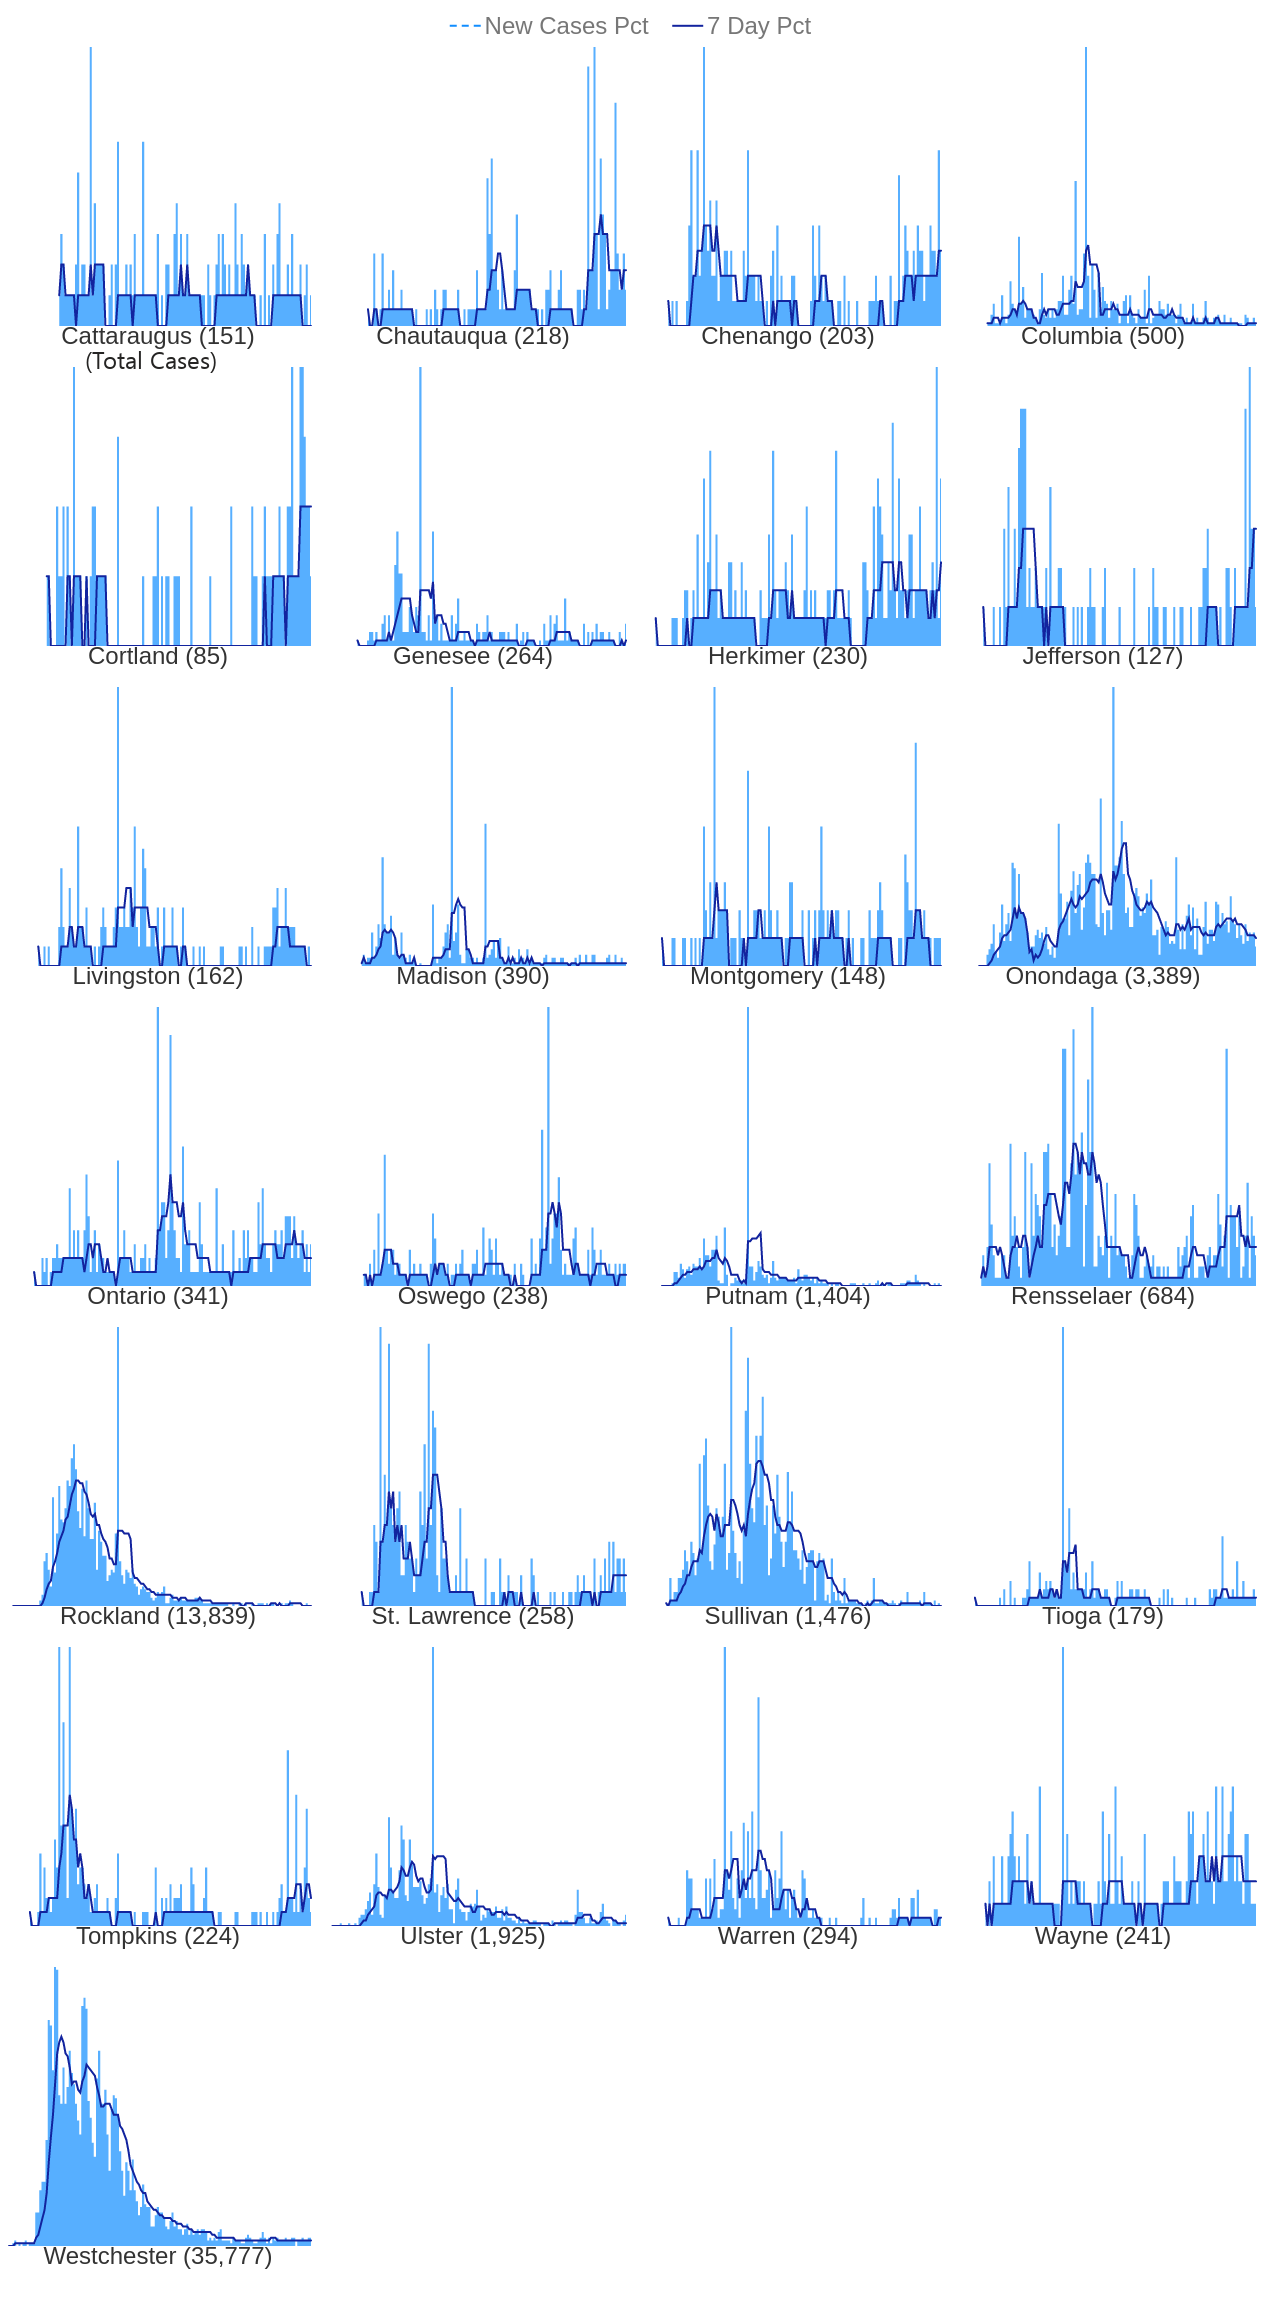 New Cases Pct 7 Day Pct
Cattaraugus (151) Chautauqua (218) Chenango (203) Columbia (500)
(Total Cases)
Cortland (85) Genesee (264) Herkimer (230) Jefferson (127)
Livingston (162) Madison (390) Montgomery (148) Onondaga (3,389)
Ontario (341) Oswego (238) Putnam (1,404) Rensselaer (684)
Rockland (13,839) St. Lawrence (258) Sullivan (1,476) Tioga (179)
Tompkins (224) Ulster (1,925) Warren (294) Wayne (241)
Westchester (35,777)